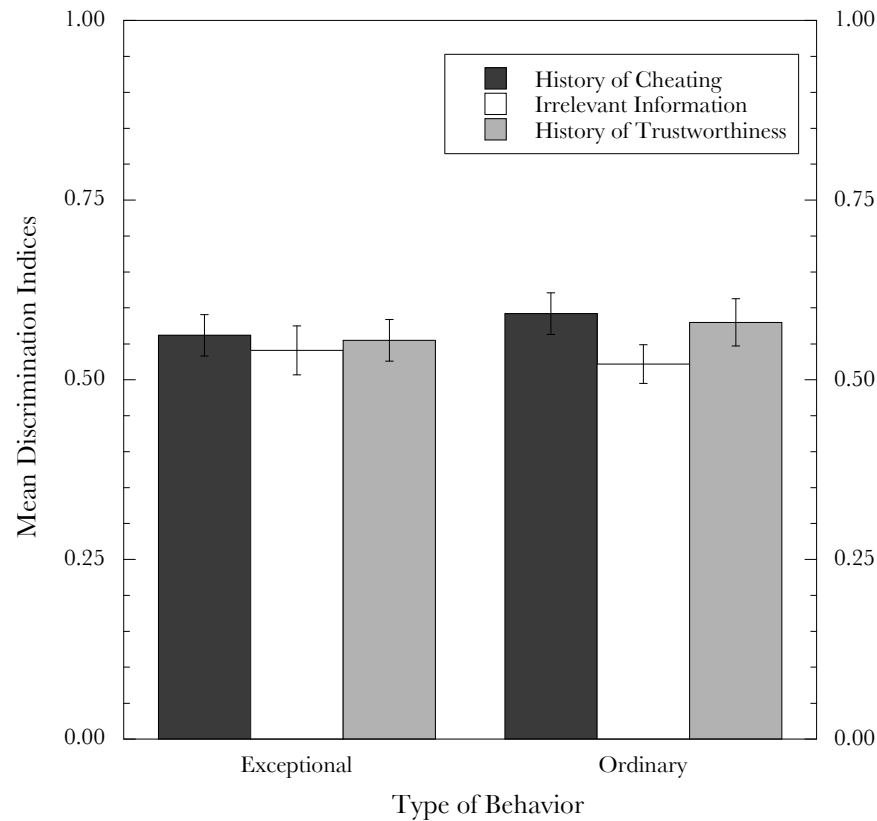 1.00
1.00
History of Cheating
Irrelevant Information
History of Trustworthiness
0.75
0.75
Mean Discrimination Indices
0.50
0.50
0.25
0.25
0.00
0.00
Exceptional
Ordinary
Type of Behavior